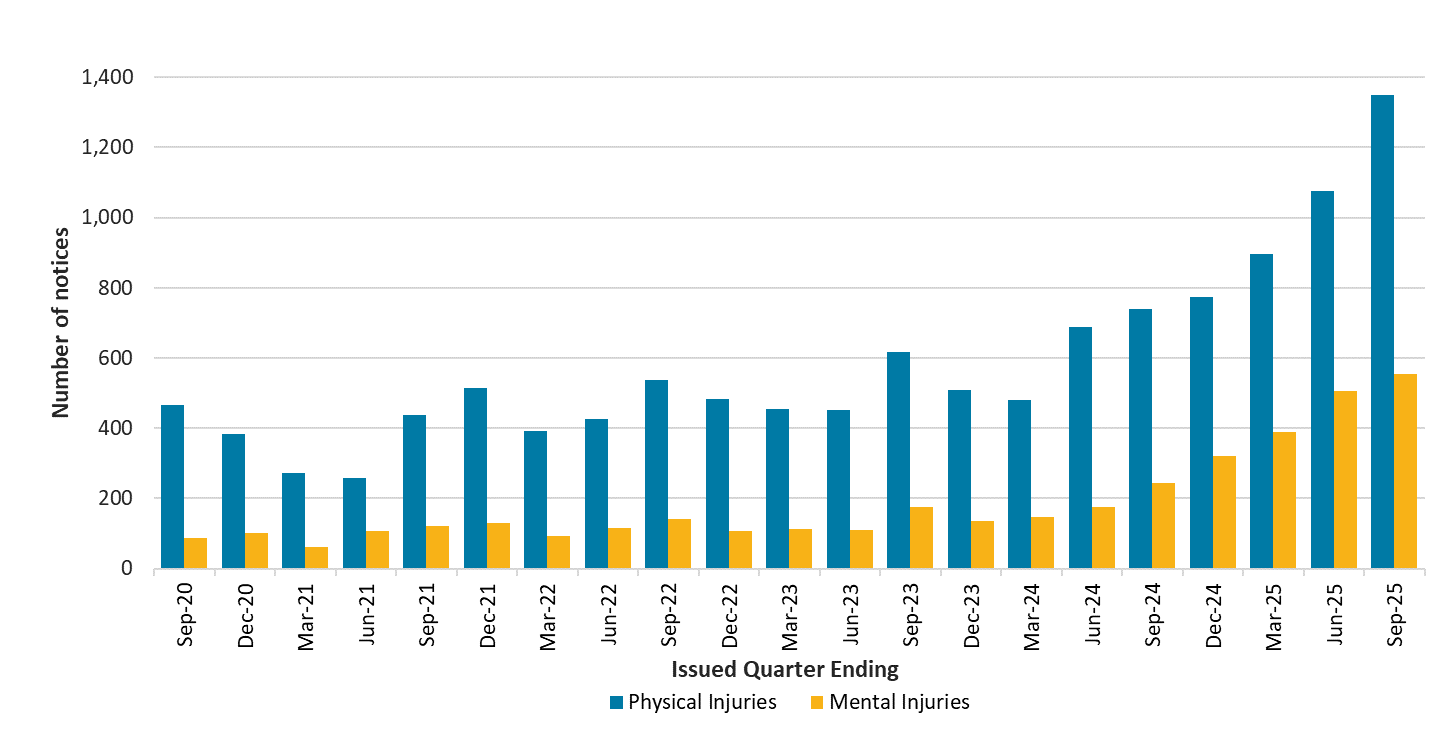 1,400
1,200
1,000
800
600
400
200
0
Number of notices
Sep-20
Dec-20
Mar-21
Jun-21
Sep-21
Dec-21
Mar-22
Jun-22
Sep-22
Dec-22
Mar-23
Jun-23
Sep-23
Dec-23
Mar-24
Jun-24
Sep-24
Dec-24
Mar-25
Jun-25
Sep-25
Issued Quarter Ending
Physical Injuries
Mental Injuries